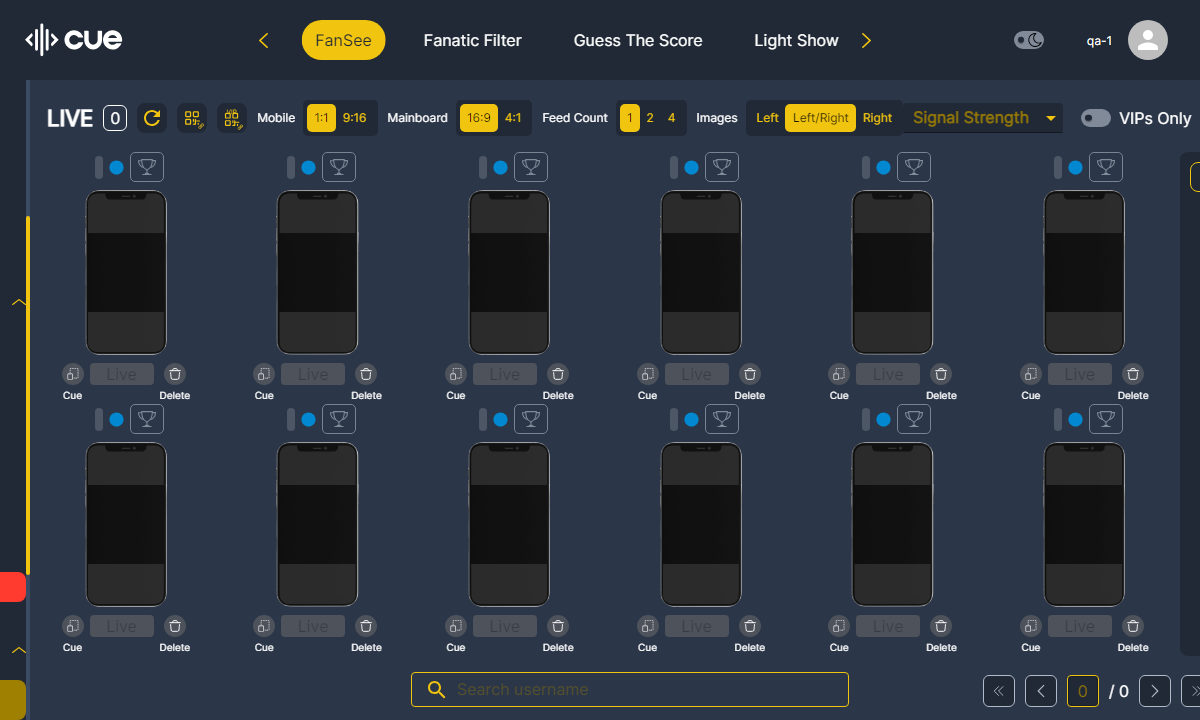 cue
FanSee
Fanatic Filter
Guess The Score
Light Show
qa-1
LIVE 0
Mobile 1:1 9:16
Mainboard 16:9 4:1
Feed Count 1 2 4
Images Left Left/Right Right
Signal Strength
VIPs Only
Live Live Live Live Live Live
Cue Delete Cue Delete Cue Delete Cue Delete Cue Delete Cue Delete
Live Live Live Live Live Live
Cue Delete Cue Delete Cue Delete Cue Delete Cue Delete Cue Delete
Search username
0 / 0